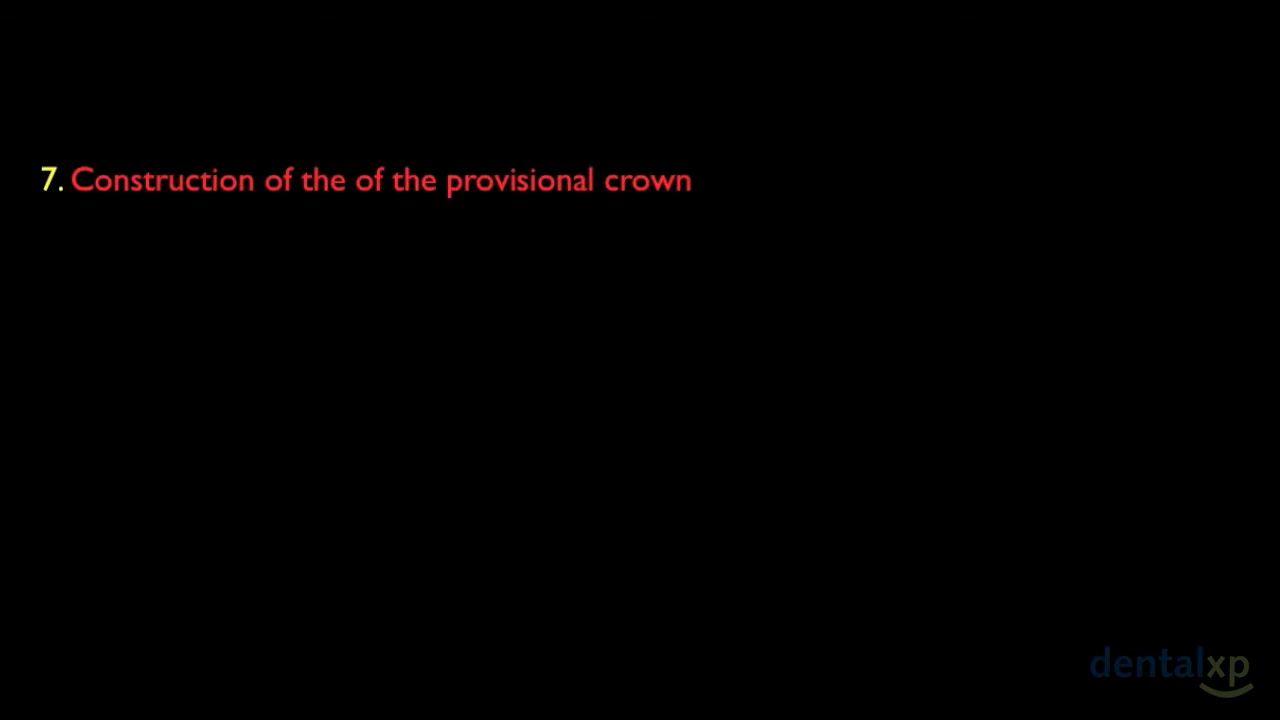 7. Construction of the of the provisional crown
dentalxp